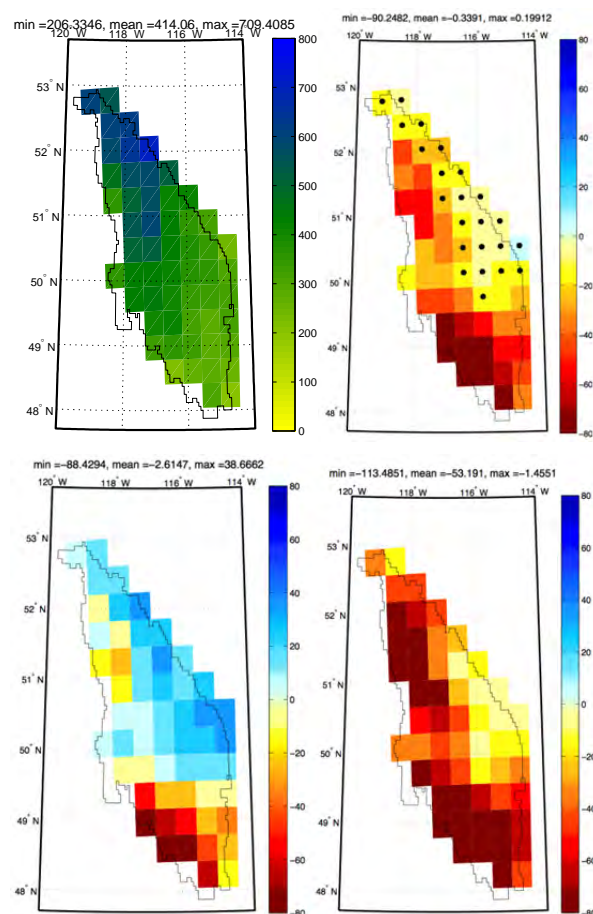 min =206.3346, mean =414.06, max =709.4085
120° W
118° W
116° W
114° W
53° N
52° N
51° N
50° N
49° N
48° N
800
700
600
500
400
300
200
100
0
min =−90.2482, mean =−0.3391, max =0.19912
120° W
118° W
116° W
114° W
53° N
52° N
51° N
50° N
49° N
48° N
80
60
40
20
0
−20
−40
−60
−80
min =−88.4294, mean =−2.6147, max =38.6662
120° W
118° W
116° W
114° W
53° N
52° N
51° N
50° N
49° N
48° N
80
60
40
20
0
−20
−40
−60
−80
min =−113.4851, mean =−53.191, max =−1.4551
120° W
118° W
116° W
114° W
53° N
52° N
51° N
50° N
49° N
48° N
80
60
40
20
0
−20
−40
−60
−80